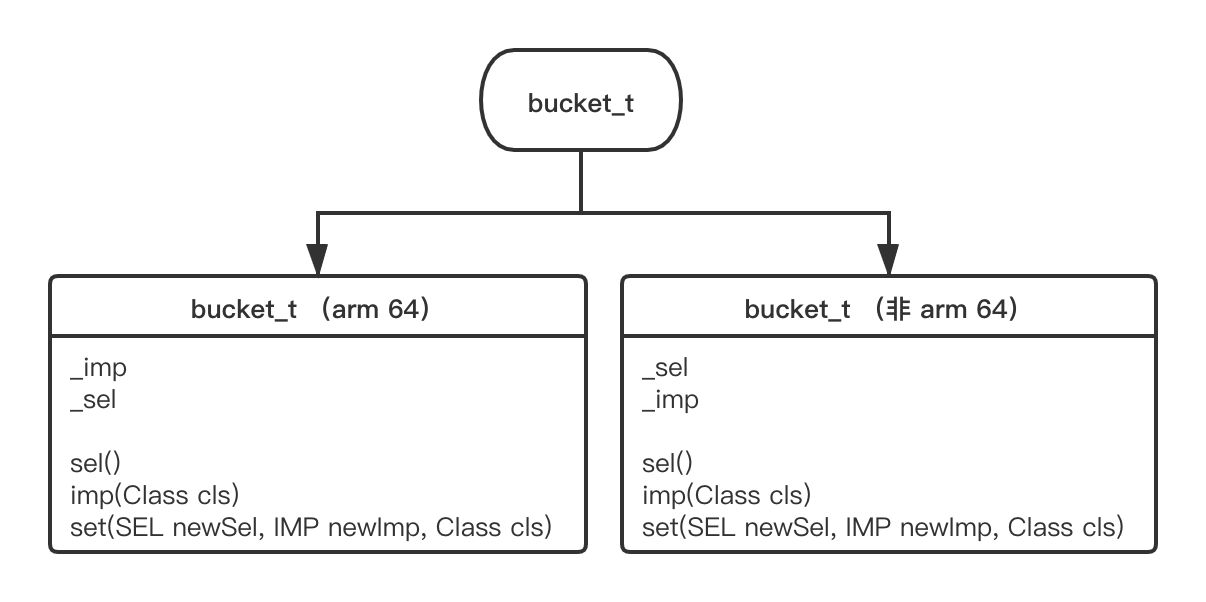 bucket_t
bucket_t （arm 64）
_imp
_sel
sel()
imp(Class cls)
set(SEL newSel, IMP newImp, Class cls)
bucket_t （非 arm 64）
_sel
_imp
sel()
imp(Class cls)
set(SEL newSel, IMP newImp, Class cls)